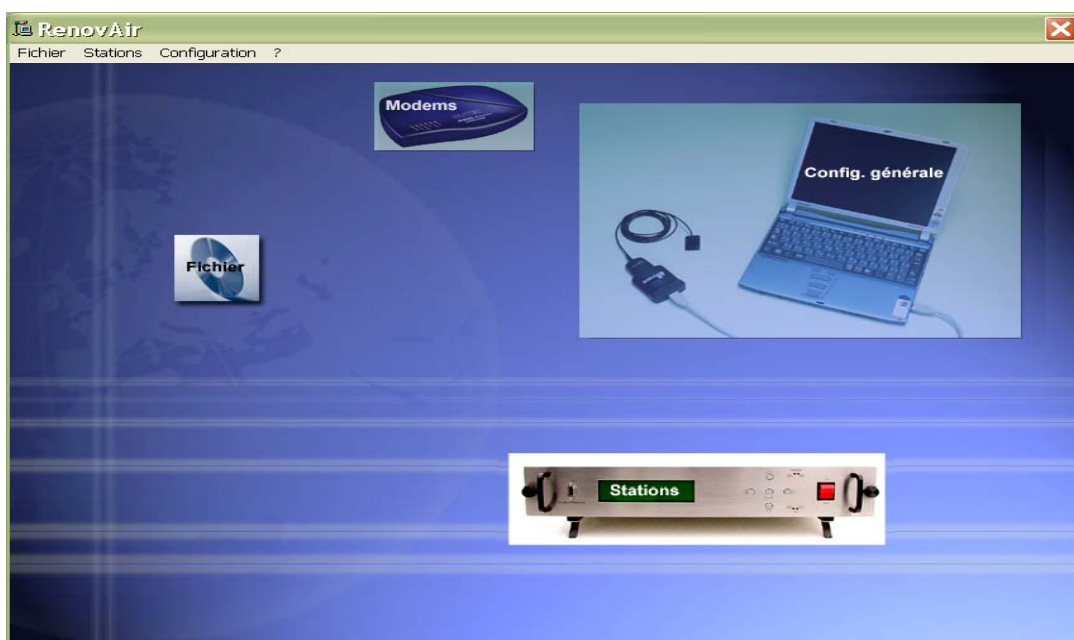 RenovAir
Fichier Stations Configuration ?
Modems
Config. générale
Fichier
Stations